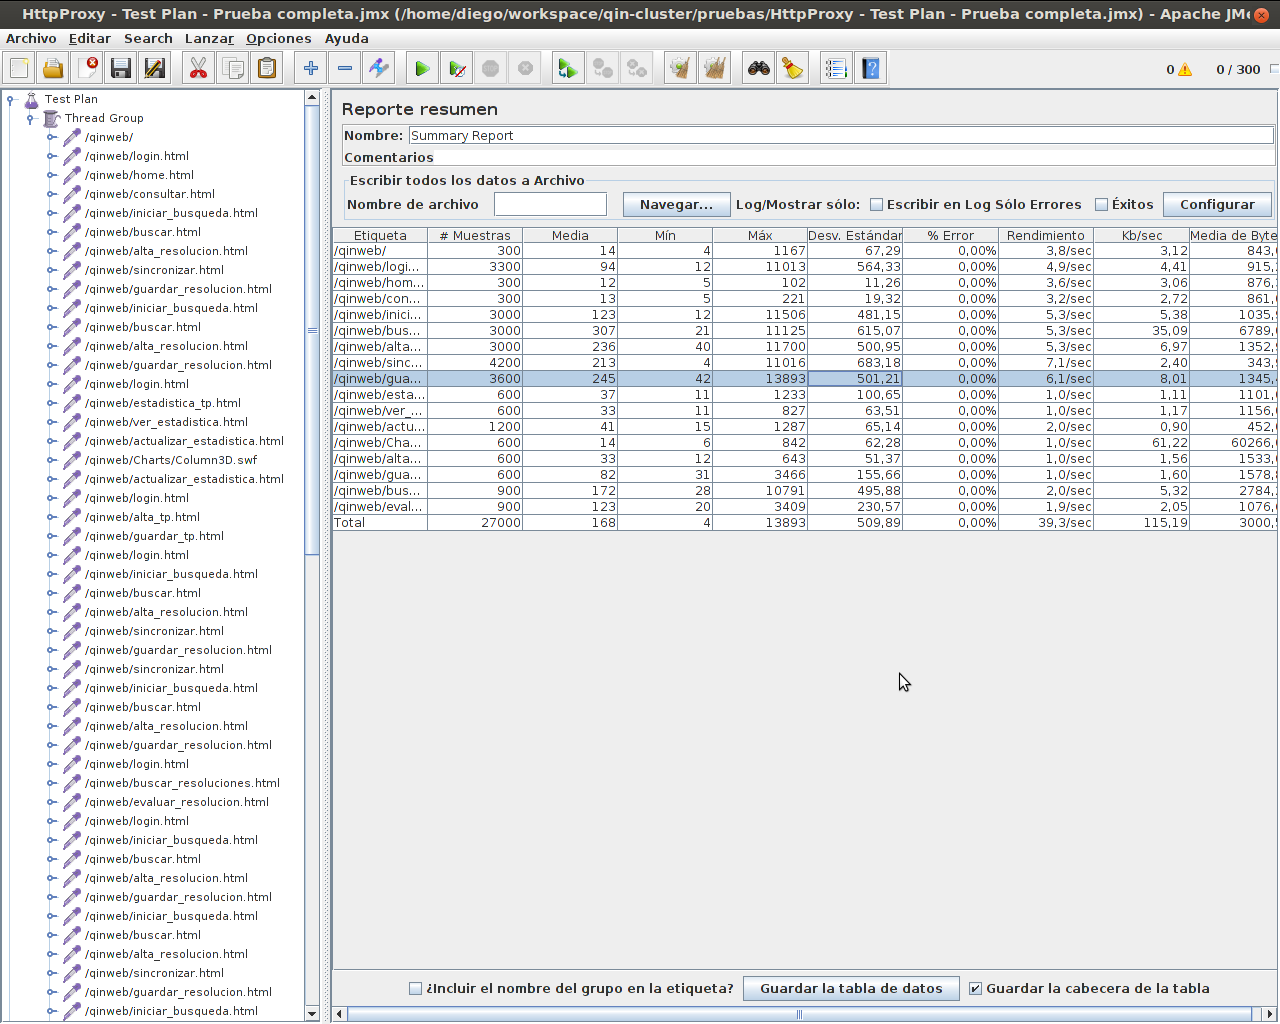 HttpProxy - Test Plan - Prueba completa.jmx (/home/diego/workspace/qin-cluster/pruebas/HttpProxy - Test Plan - Prueba completa.jmx) - Apache JMe
Archivo Editar Search Lanzar Opciones Ayuda
0 0 / 300
Test Plan
Thread Group
/qinweb/
/qinweb/login.html
/qinweb/home.html
/qinweb/consultar.html
/qinweb/iniciar_busqueda.html
/qinweb/buscar.html
/qinweb/alta_resolucion.html
/qinweb/sincronizar.html
/qinweb/guardar_resolucion.html
/qinweb/iniciar_busqueda.html
/qinweb/buscar.html
/qinweb/alta_resolucion.html
/qinweb/guardar_resolucion.html
/qinweb/login.html
/qinweb/estadistica_tp.html
/qinweb/ver_estadistica.html
/qinweb/actualizar_estadistica.html
/qinweb/Charts/Column3D.swf
/qinweb/actualizar_estadistica.html
/qinweb/login.html
/qinweb/alta_tp.html
/qinweb/guardar_tp.html
/qinweb/login.html
/qinweb/iniciar_busqueda.html
/qinweb/buscar.html
/qinweb/alta_resolucion.html
/qinweb/sincronizar.html
/qinweb/guardar_resolucion.html
/qinweb/sincronizar.html
/qinweb/iniciar_busqueda.html
/qinweb/buscar.html
/qinweb/alta_resolucion.html
/qinweb/guardar_resolucion.html
/qinweb/login.html
/qinweb/buscar_resoluciones.html
/qinweb/evaluar_resolucion.html
/qinweb/login.html
/qinweb/iniciar_busqueda.html
/qinweb/buscar.html
/qinweb/alta_resolucion.html
/qinweb/guardar_resolucion.html
/qinweb/iniciar_busqueda.html
/qinweb/buscar.html
/qinweb/alta_resolucion.html
/qinweb/sincronizar.html
/qinweb/guardar_resolucion.html
/qinweb/iniciar_busqueda.html
Reporte resumen
Nombre: Summary Report
Comentarios
Escribir todos los datos a Archivo
Nombre de archivo Navegar... Log/Mostrar sólo: Escribir en Log Sólo Errores Éxitos Configurar
Etiqueta # Muestras Media Mín Máx Desv. Estándar % Error Rendimiento Kb/sec Media de Byte
/qinweb/ 300 14 4 1167 67,29 0,00% 3,8/sec 3,12 843,
/qinweb/logi... 3300 94 12 11013 564,33 0,00% 4,9/sec 4,41 915,
/qinweb/hom... 300 12 5 102 11,26 0,00% 3,6/sec 3,06 876,
/qinweb/con... 300 13 5 221 19,32 0,00% 3,2/sec 2,72 861,
/qinweb/inici... 3000 123 12 11506 481,15 0,00% 5,3/sec 5,38 1035,
/qinweb/bus... 3000 307 21 11125 615,07 0,00% 5,3/sec 35,09 6789,
/qinweb/alta... 3000 236 40 11700 500,95 0,00% 5,3/sec 6,97 1352,
/qinweb/sinc... 4200 213 4 11016 683,18 0,00% 7,1/sec 2,40 343,
/qinweb/gua... 3600 245 42 13893 501,21 0,00% 6,1/sec 8,01 1345,
/qinweb/esta... 600 37 11 1233 100,65 0,00% 1,0/sec 1,11 1101,
/qinweb/ver_... 600 33 11 827 63,51 0,00% 1,0/sec 1,17 1156,
/qinweb/actu... 1200 41 15 1287 65,14 0,00% 2,0/sec 0,90 452,
/qinweb/Cha... 600 14 6 842 62,28 0,00% 1,0/sec 61,22 60266,
/qinweb/alta... 600 33 12 643 51,37 0,00% 1,0/sec 1,56 1533,
/qinweb/gua... 600 82 31 3466 155,66 0,00% 1,0/sec 1,60 1578,
/qinweb/bus... 900 172 28 10791 495,88 0,00% 2,0/sec 5,32 2784,
/qinweb/eval... 900 123 20 3409 230,57 0,00% 1,9/sec 2,05 1076,
Total 27000 168 4 13893 509,89 0,00% 39,3/sec 115,19 3000,
¿Incluir el nombre del grupo en la etiqueta? Guardar la tabla de datos Guardar la cabecera de la tabla